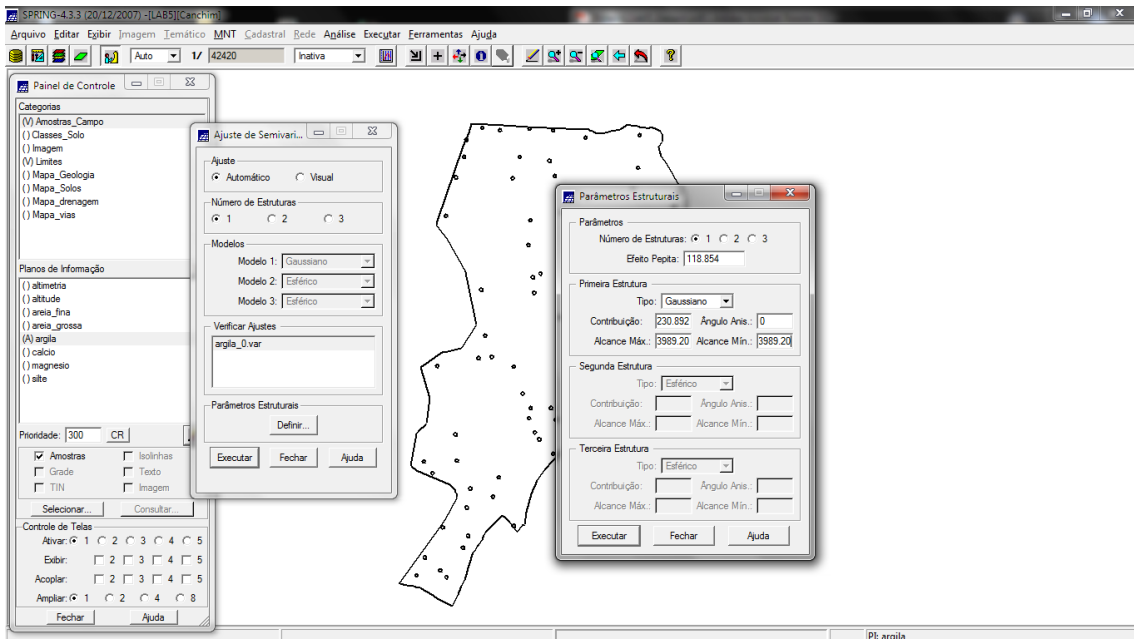 SPRING-4.3.3 (20/12/2007) -[LAB5][Canchim]
Arquivo Editar Exibir Imagem Temático MNT Cadastral Rede Análise Executar Ferramentas Ajuda
Auto 1/ 42420 Inativa
Painel de Controle
Categorias
(V) Amostras_Campo
() Classes_Solo
() Imagem
(V) Limites
() Mapa_Geologia
() Mapa_Solos
() Mapa_drenagem
() Mapa_vias
Planos de Informação
() altimetria
() altitude
() areia_fina
() areia_grossa
(A) argila
() calcio
() magnesio
() silte
Prioridade: 300 CR
Amostras Isolinhas
Grade Texto
TIN Imagem
Selecionar... Consultar...
Controle de Telas
Ativar: 1 2 3 4 5
Exibir: 2 3 4 5
Acoplar: 2 3 4 5
Ampliar: 1 2 4 8
Fechar Ajuda
Ajuste de Semivari...
Ajuste
Automático Visual
Número de Estruturas
1 2 3
Modelos
Modelo 1: Gaussiano
Modelo 2: Esférico
Modelo 3: Esférico
Verificar Ajustes
argila_0.var
Parâmetros Estruturais
Definir...
Executar Fechar Ajuda
Parâmetros Estruturais
Parâmetros
Número de Estruturas: 1 2 3
Efeito Pepita: 118.854
Primeira Estrutura
Tipo: Gaussiano
Contribuição: 230.892 Ângulo Anis.: 0
Alcance Máx.: 3989.20 Alcance Mín.: 3989.20
Segunda Estrutura
Tipo: Esférico
Contribuição: Ângulo Anis.:
Alcance Máx.: Alcance Mín.:
Terceira Estrutura
Tipo: Esférico
Contribuição: Ângulo Anis.:
Alcance Máx.: Alcance Mín.:
Executar Fechar Ajuda
PI: argila